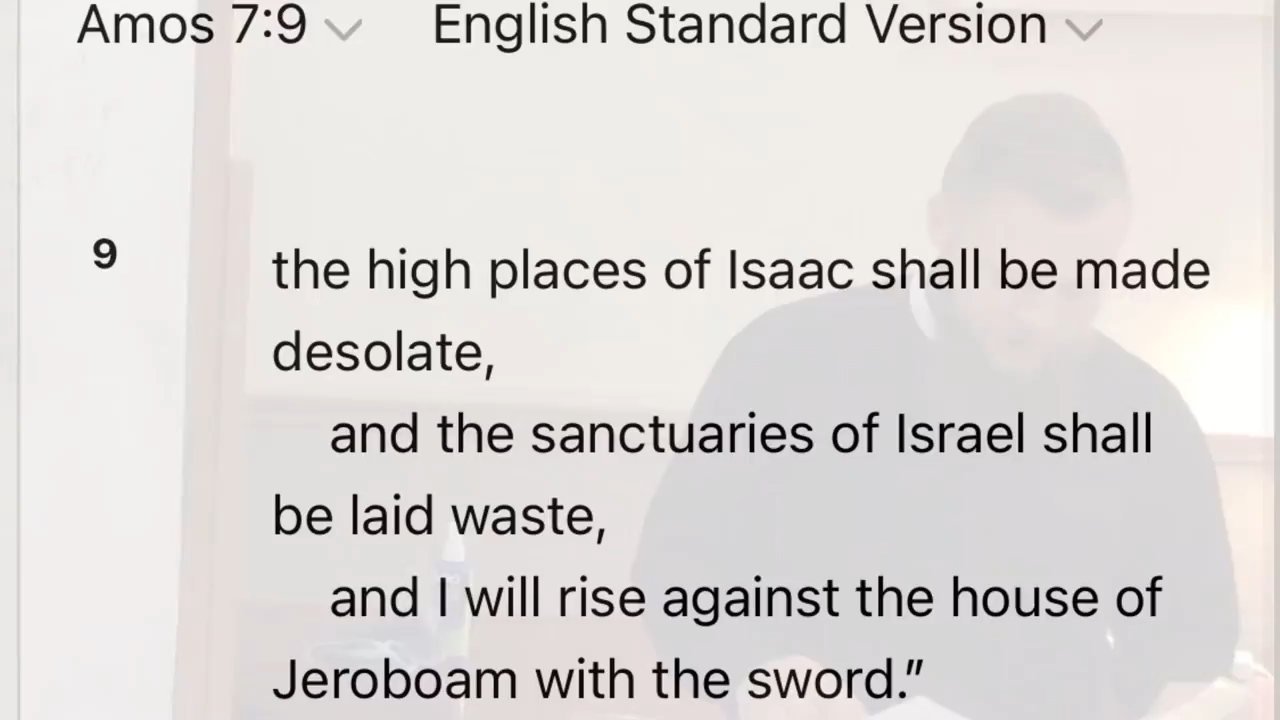 Amos 7:9 English Standard Version
9 the high places of Isaac shall be made
desolate,
and the sanctuaries of Israel shall
be laid waste,
and I will rise against the house of
Jeroboam with the sword.”